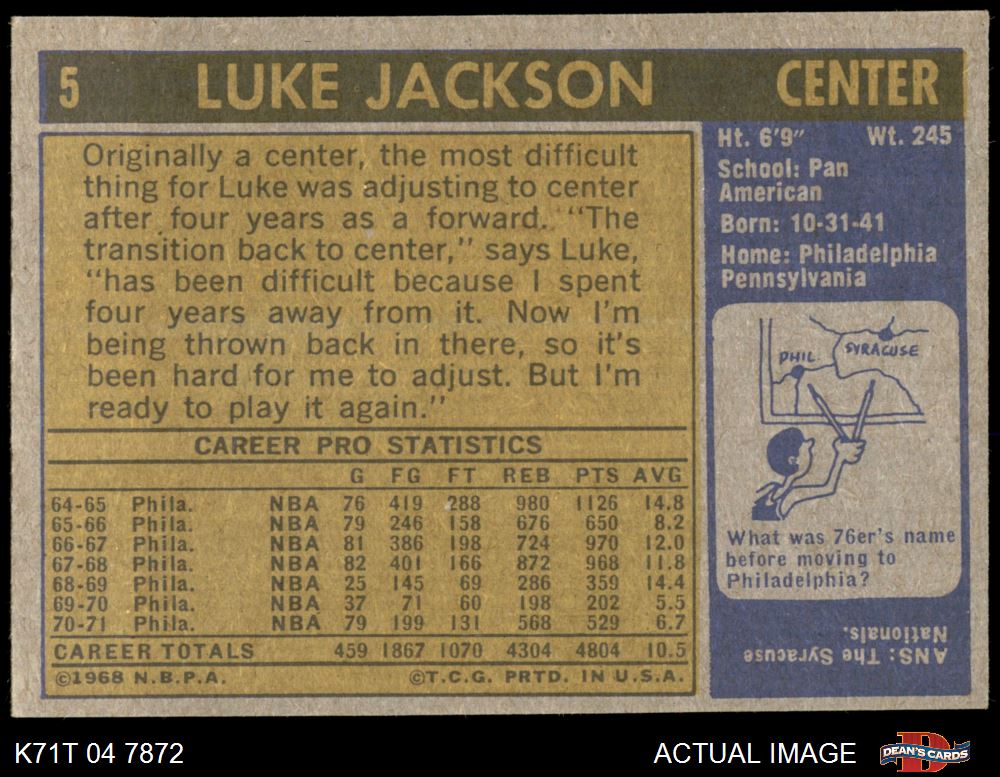 5 LUKE JACKSON CENTER
Originally a center, the most difficult
thing for Luke was adjusting to center
after four years as a forward. "The
transition back to center," says Luke,
"has been difficult because I spent
four years away from it. Now I'm
being thrown back in there, so it's
been hard for me to adjust. But I'm
ready to play it again."
CAREER PRO STATISTICS
G FG FT REB PTS AVG
64-65 Phila. NBA 76 419 288 980 1126 14.8
65-66 Phila. NBA 79 246 158 676 650 8.2
66-67 Phila. NBA 81 386 198 724 970 12.0
67-68 Phila. NBA 82 401 166 872 968 11.8
68-69 Phila. NBA 25 145 69 286 359 14.4
69-70 Phila. NBA 37 71 60 198 202 5.5
70-71 Phila. NBA 79 199 131 568 529 6.7
CAREER TOTALS 459 1867 1070 4304 4804 10.5
©1968 N.B.P.A. ©T.C.G. PRTD. IN U.S.A.
Ht. 6'9" Wt. 245
School: Pan
American
Born: 10-31-41
Home: Philadelphia
Pennsylvania
PHIL. SYRACUSE
What was 76er's name
before moving to
Philadelphia?
ANS: The Syracuse
Nationals.
K71T 04 7872 ACTUAL IMAGE DEAN'S CARDS